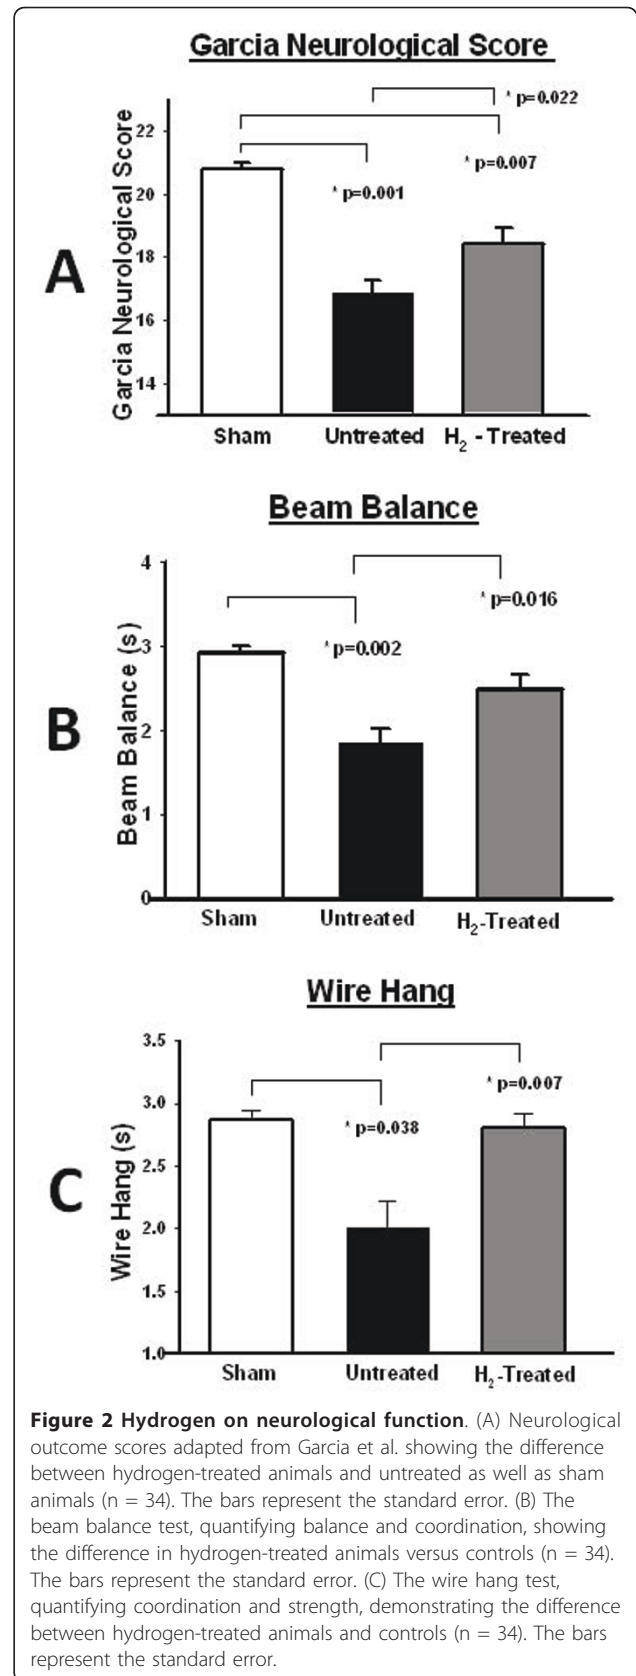 Garcia Neurological Score
* p=0.022
* p=0.007
* p=0.001
A
Garcia Neurological Score
22
20
18
16
14
Sham Untreated H₂ - Treated
Beam Balance
* p=0.016
* p=0.002
B
Beam Balance (s)
4
3
2
1
0
Sham Untreated H₂-Treated
Wire Hang
* p=0.007
* p=0.038
C
Wire Hang (s)
3.5
3.0
2.5
2.0
1.5
1.0
Sham Untreated H₂-Treated
Figure 2 Hydrogen on neurological function. (A) Neurological
outcome scores adapted from Garcia et al. showing the difference
between hydrogen-treated animals and untreated as well as sham
animals (n = 34). The bars represent the standard error. (B) The
beam balance test, quantifying balance and coordination, showing
the difference in hydrogen-treated animals versus controls (n = 34).
The bars represent the standard error. (C) The wire hang test,
quantifying coordination and strength, demonstrating the difference
between hydrogen-treated animals and controls (n = 34). The bars
represent the standard error.